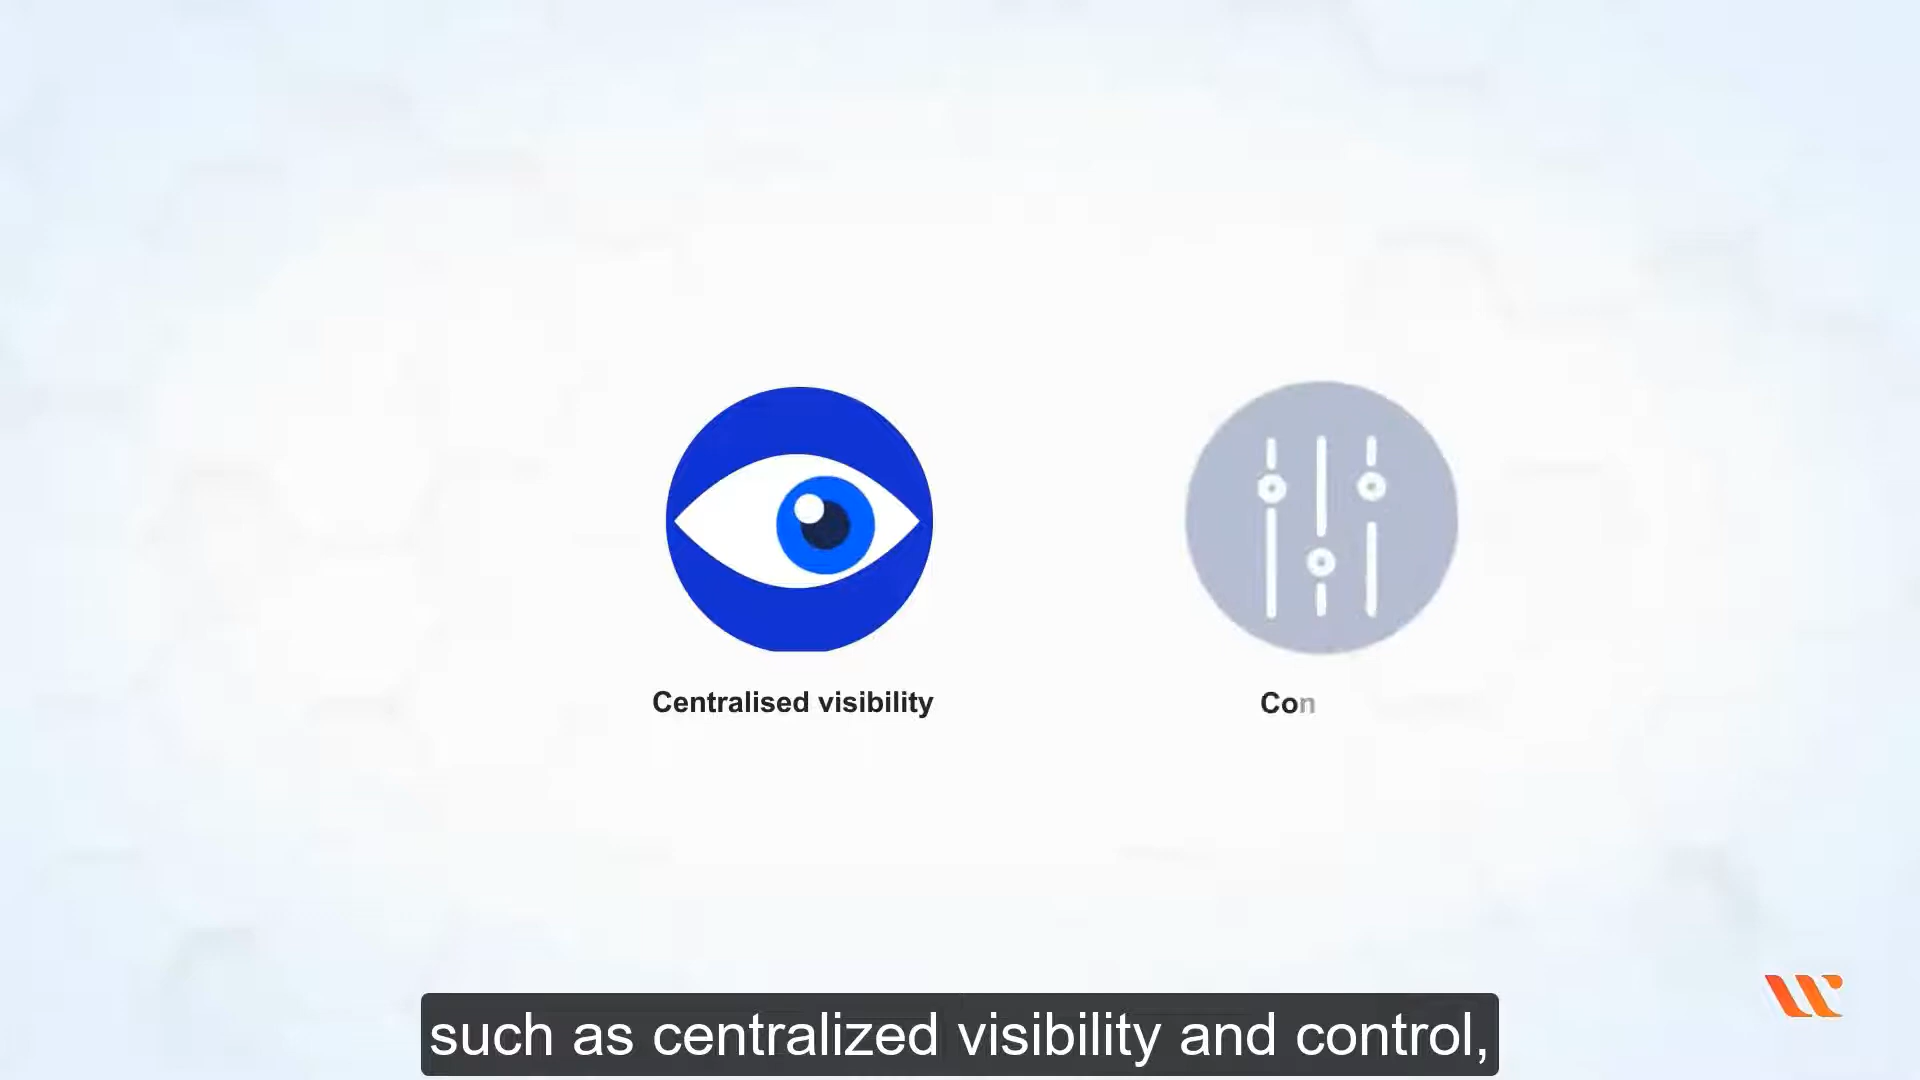 Centralised visibility
Con
such as centralized visibility and control,